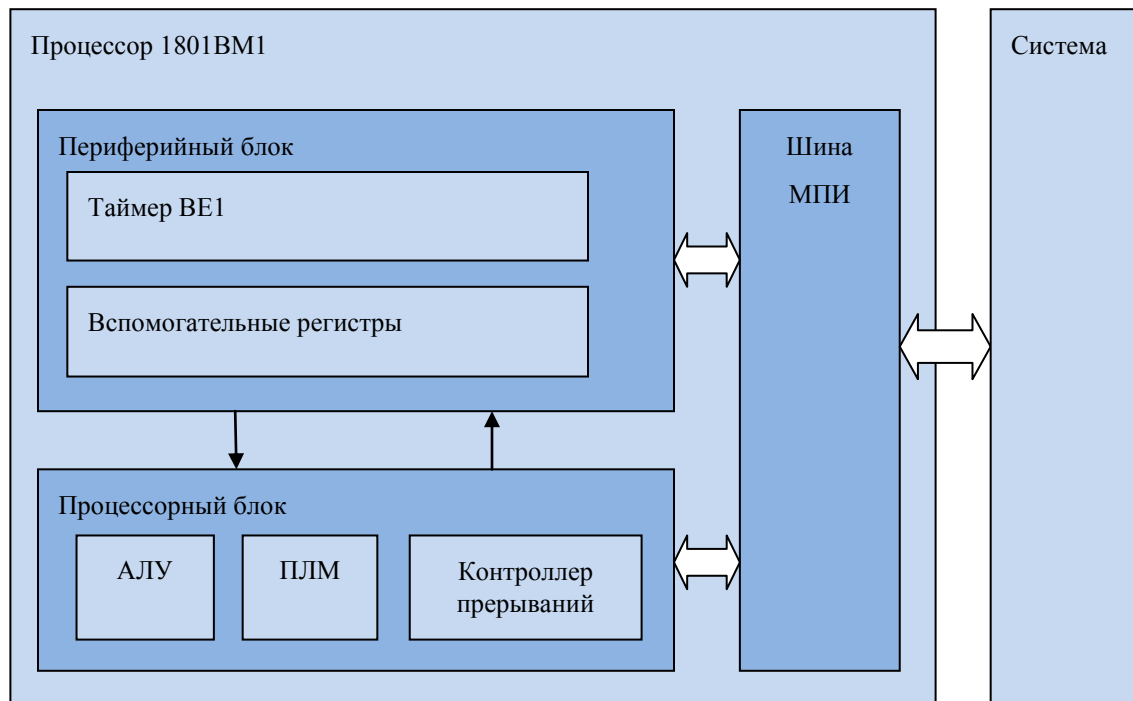 Процессор 1801ВМ1
Система
Периферийный блок
Таймер ВЕ1
Вспомогательные регистры
Шина
МПИ
Процессорный блок
АЛУ
ПЛМ
Контроллер
прерываний